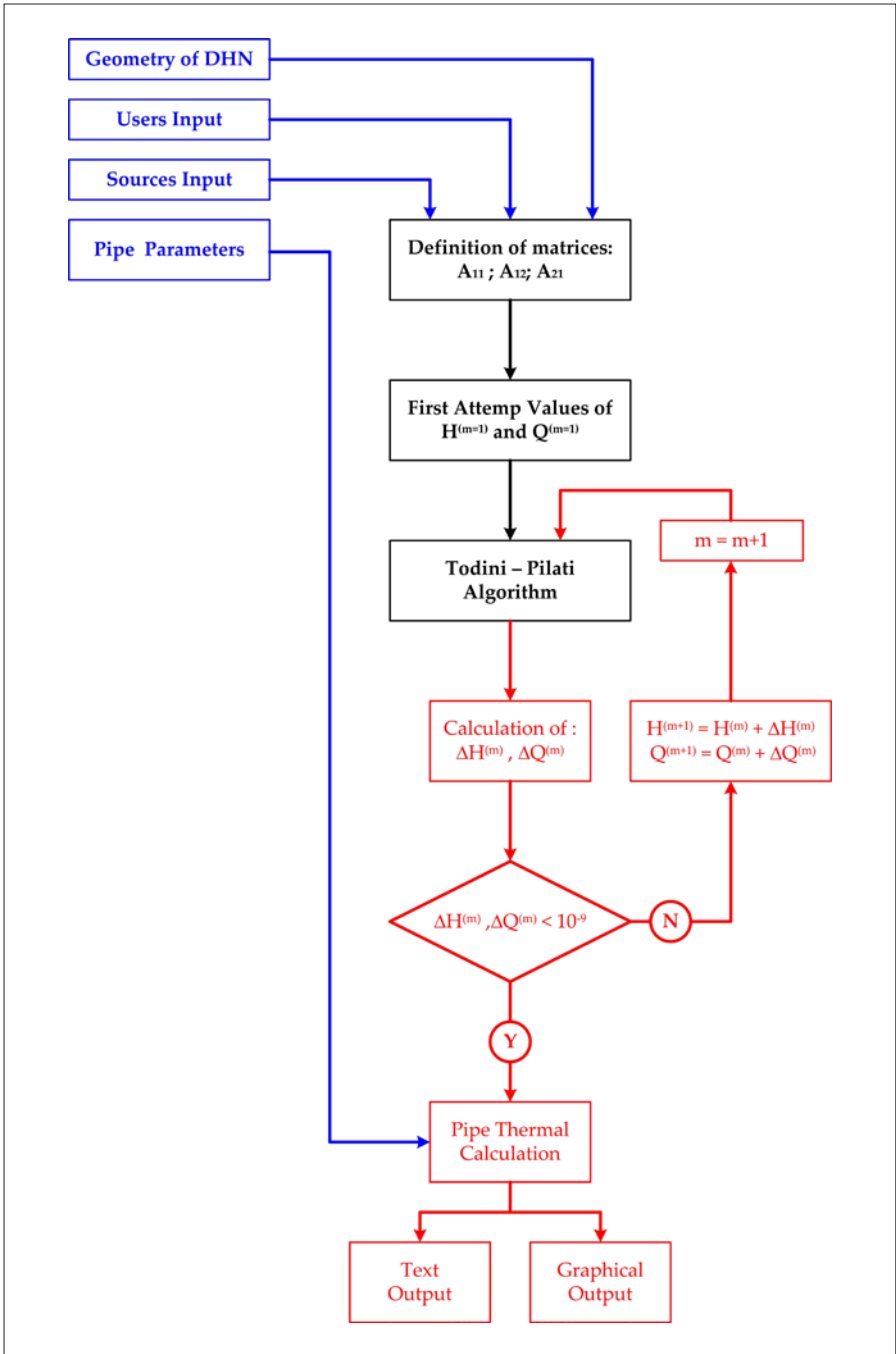 Geometry of DHN
Users Input
Sources Input
Pipe Parameters
Definition of matrices:
A₁₁ ; A₁₂; A₂₁
First Attemp Values of
H⁽ᵐ⁼¹⁾ and Q⁽ᵐ⁼¹⁾
m = m+1
Todini – Pilati
Algorithm
Calculation of :
ΔH⁽ᵐ⁾ , ΔQ⁽ᵐ⁾
H⁽ᵐ⁺¹⁾ = H⁽ᵐ⁾ + ΔH⁽ᵐ⁾
Q⁽ᵐ⁺¹⁾ = Q⁽ᵐ⁾ + ΔQ⁽ᵐ⁾
ΔH⁽ᵐ⁾ ,ΔQ⁽ᵐ⁾ < 10⁻⁹
N
Y
Pipe Thermal
Calculation
Text
Output
Graphical
Output